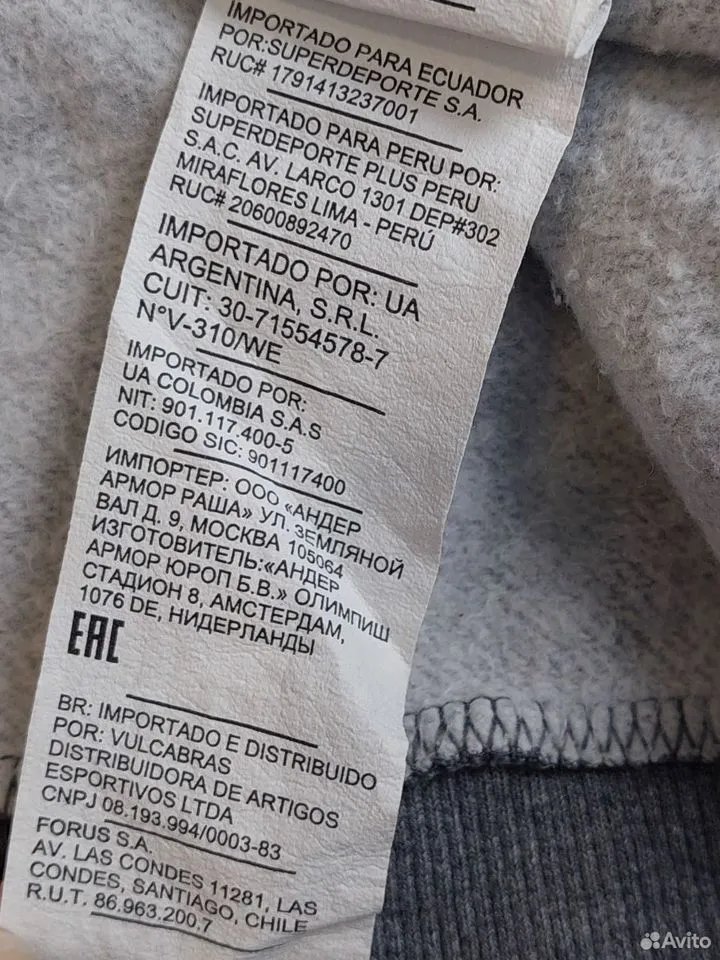 IMPORTADO PARA ECUADOR
POR:SUPERDEPORTE S.A.
RUC# 1791413237001
IMPORTADO PARA PERU POR:
SUPERDEPORTE PLUS PERU
S.A.C. AV. LARCO 1301 DEP#302
MIRAFLORES LIMA - PERÚ
RUC# 20600892470
IMPORTADO POR: UA
ARGENTINA, S.R.L.
CUIT: 30-71554578-7
N°V-310/WE
IMPORTADO POR:
UA COLOMBIA S.A.S
NIT: 901.117.400-5
CODIGO SIC: 901117400
ИМПОРТЕР: ООО «АНДЕР
АРМОР РАША» УЛ. ЗЕМЛЯНОЙ
ВАЛ Д. 9, МОСКВА 105064
ИЗГОТОВИТЕЛЬ:«АНДЕР
АРМОР ЮРОП Б.В.» ОЛИМПИШ
СТАДИОН 8, АМСТЕРДАМ,
1076 DE, НИДЕРЛАНДЫ
EAC
BR: IMPORTADO E DISTRIBUIDO
POR: VULCABRAS
DISTRIBUIDORA DE ARTIGOS
ESPORTIVOS LTDA
CNPJ 08.193.994/0003-83
FORUS S.A.
AV. LAS CONDES 11281, LAS
CONDES, SANTIAGO, CHILE
R.U.T. 86.963.200.7
Avito